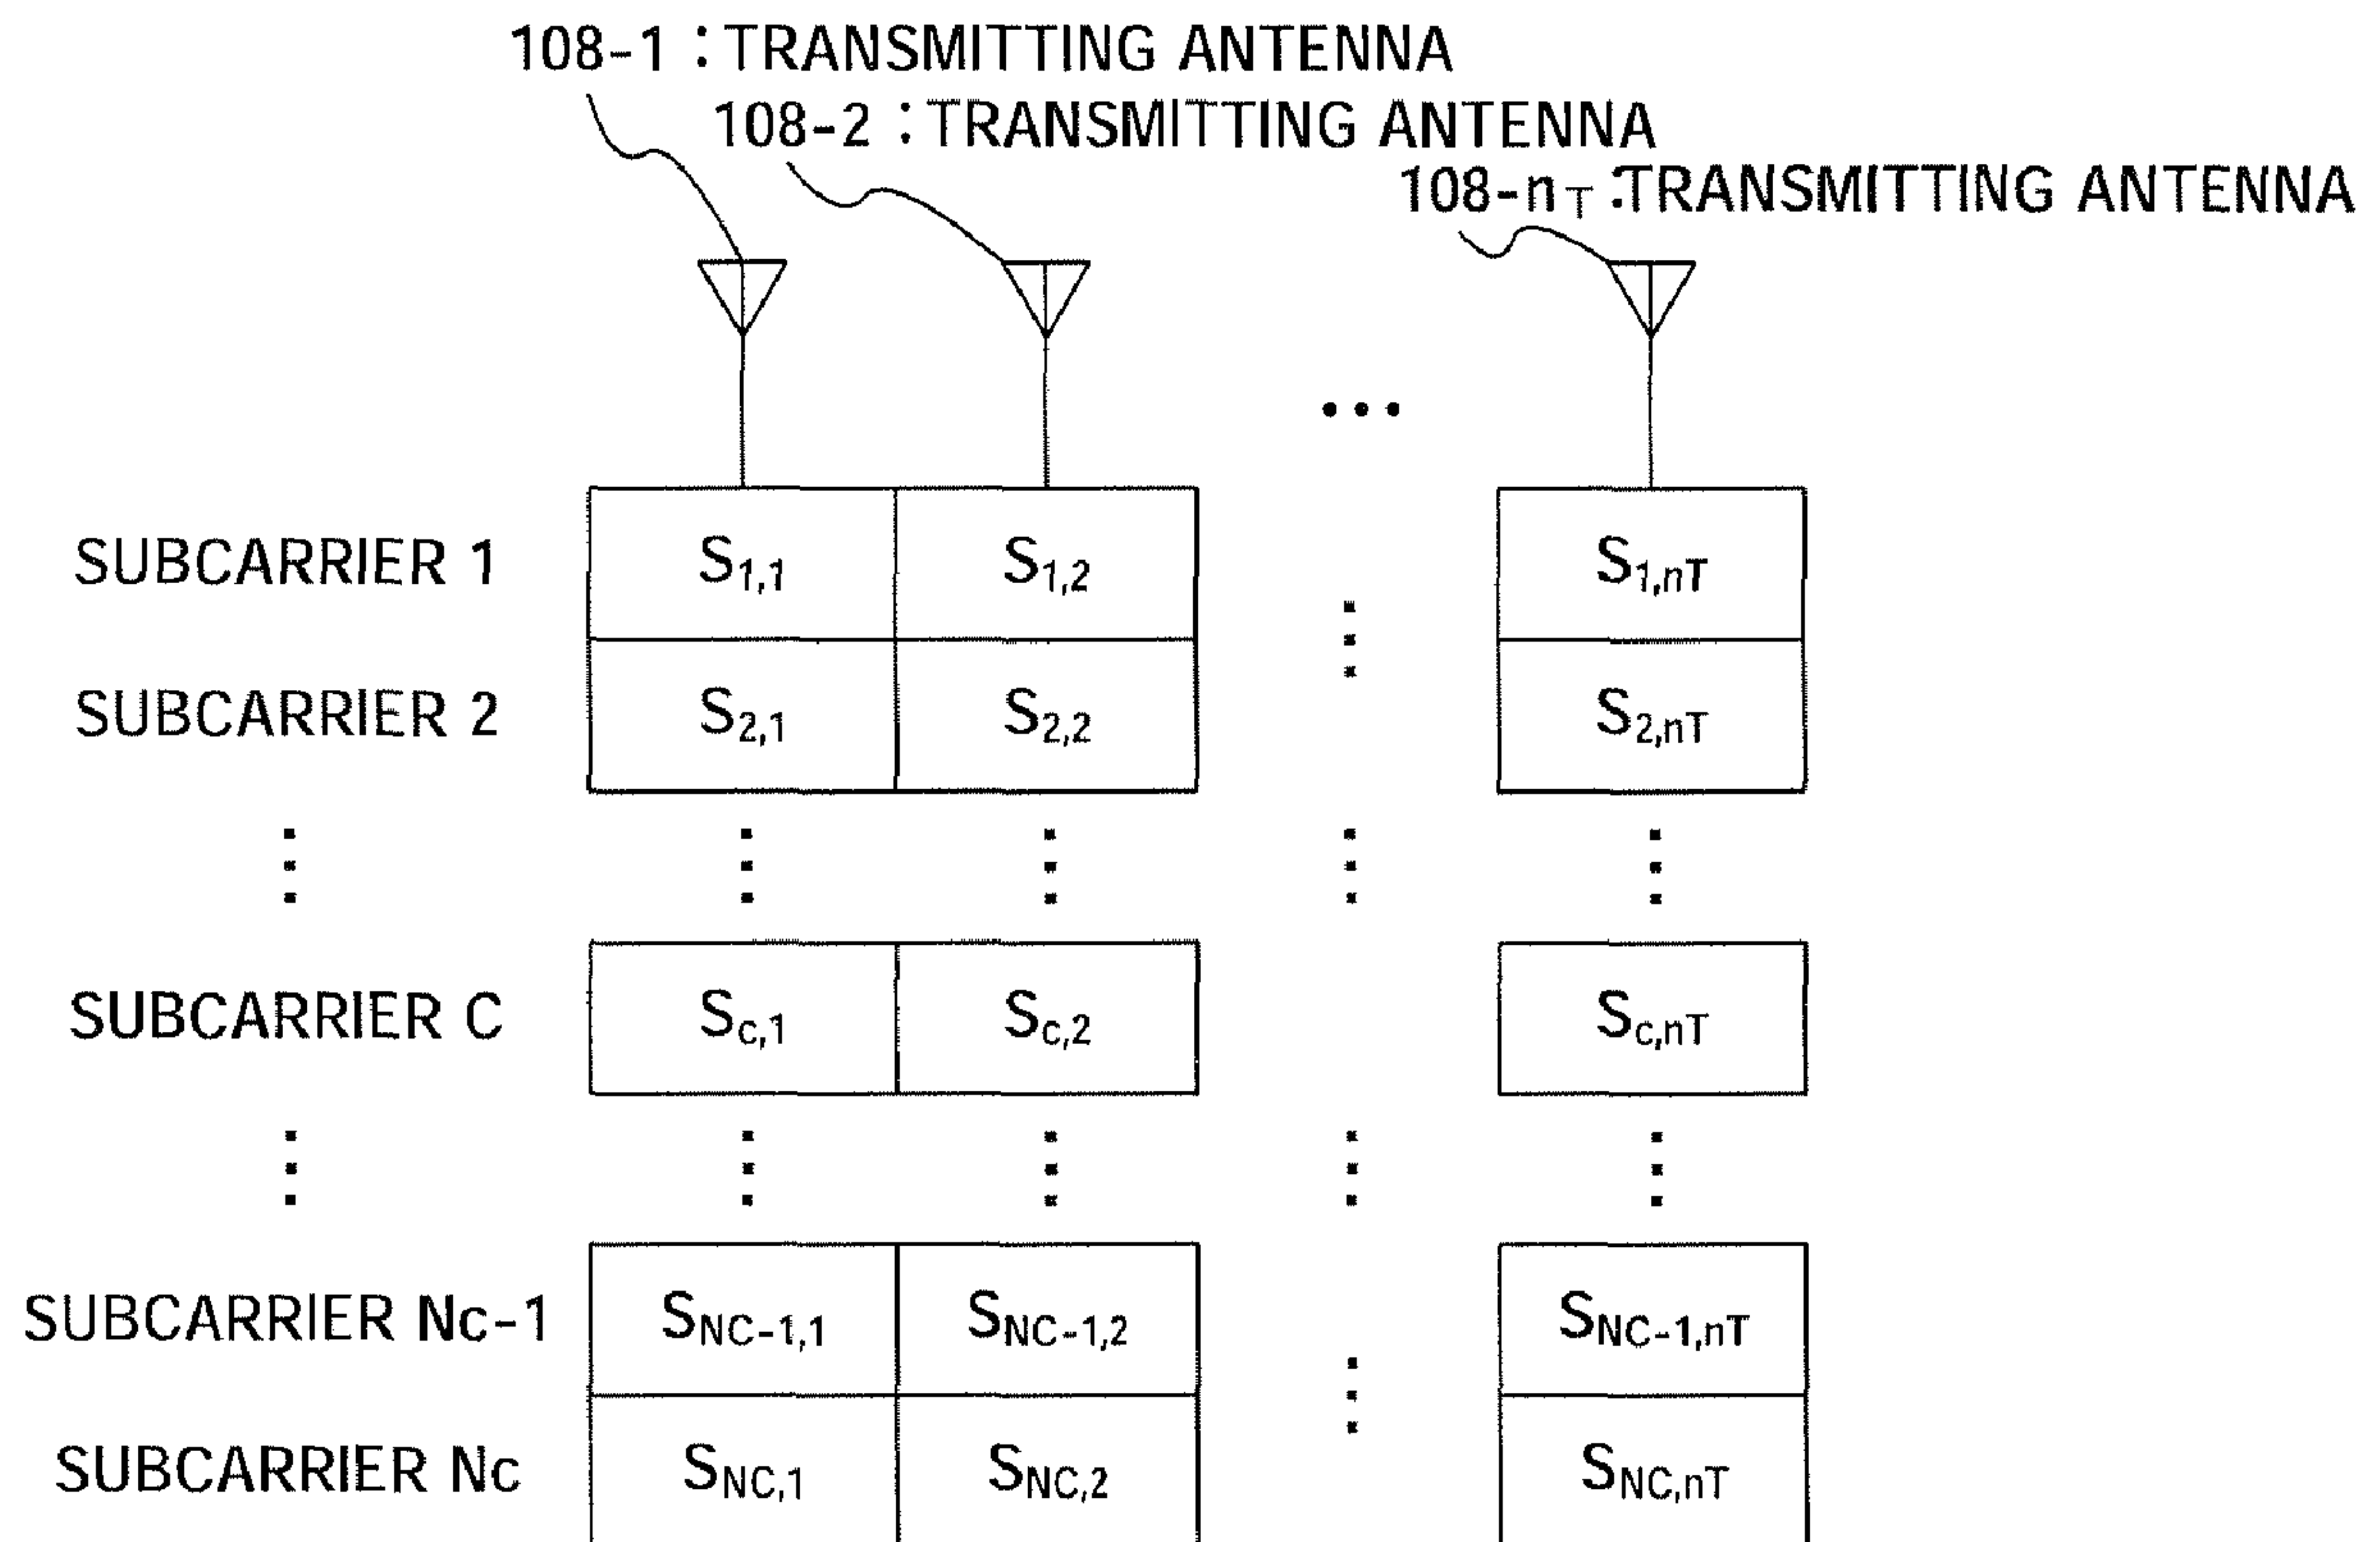 108-1 : TRANSMITTING ANTENNA
108-2 : TRANSMITTING ANTENNA
108-nT :TRANSMITTING ANTENNA
SUBCARRIER 1 S1,1 S1,2 S1,nT
SUBCARRIER 2 S2,1 S2,2 S2,nT
SUBCARRIER C Sc,1 Sc,2 Sc,nT
SUBCARRIER Nc-1 SNC-1,1 SNC-1,2 SNC-1,nT
SUBCARRIER Nc SNC,1 SNC,2 SNC,nT